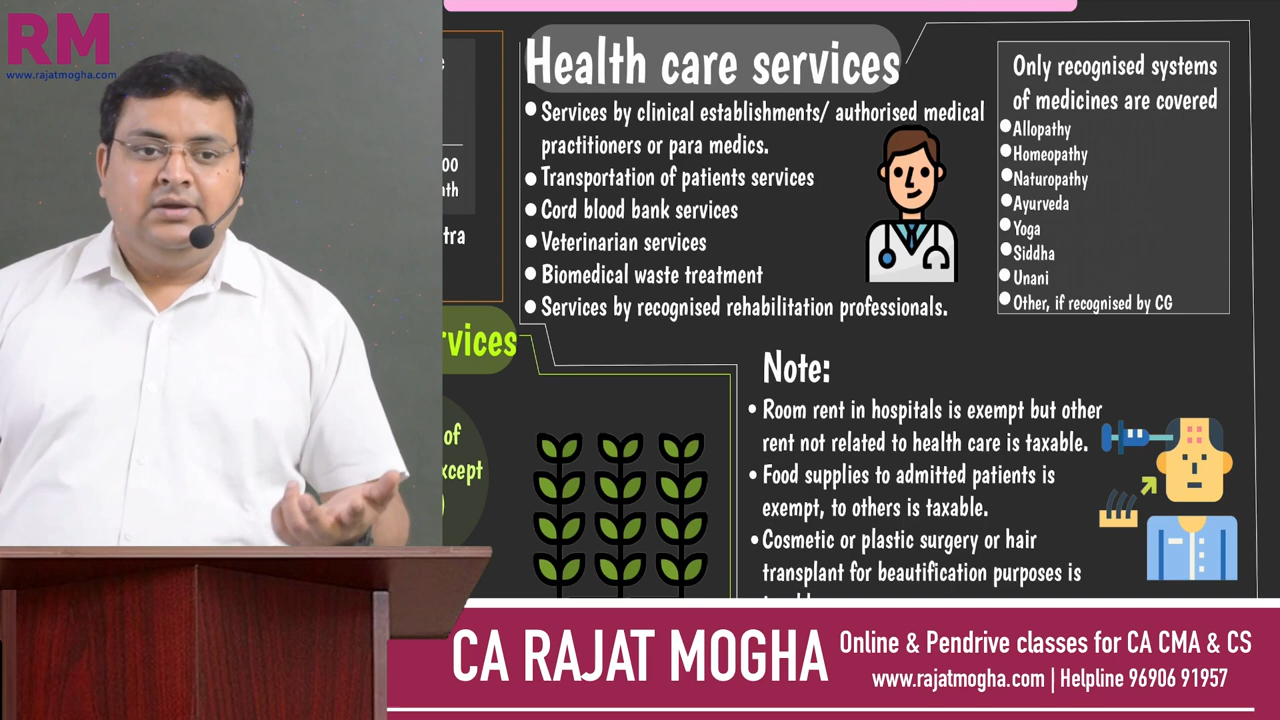 RM
www.rajatmogha.com
Health care services
Services by clinical establishments/ authorised medical
practitioners or para medics.
Transportation of patients services
Cord blood bank services
Veterinarian services
Biomedical waste treatment
Services by recognised rehabilitation professionals.
Only recognised systems
of medicines are covered
Allopathy
Homeopathy
Naturopathy
Ayurveda
Yoga
Siddha
Unani
Other, if recognised by CG
Note:
Room rent in hospitals is exempt but other
rent not related to health care is taxable.
Food supplies to admitted patients is
exempt, to others is taxable.
Cosmetic or plastic surgery or hair
transplant for beautification purposes is
of
CA RAJAT MOGHA
Online & Pendrive classes for CA CMA & CS
www.rajatmogha.com | Helpline 96906 91957